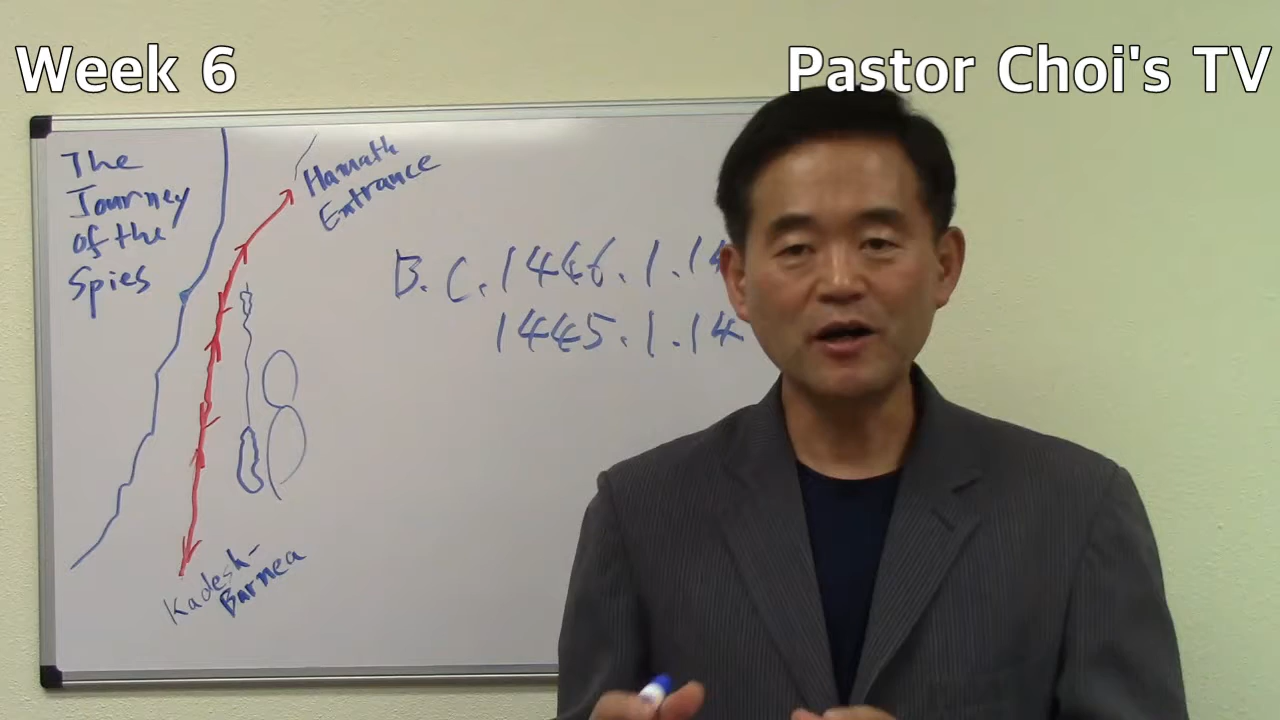 Week 6
Pastor Choi's TV
The
Journey
of the
Spies
Hamath
Entrance
B.C. 1446.1.14
1445.1.14
Kadesh-
Barnea